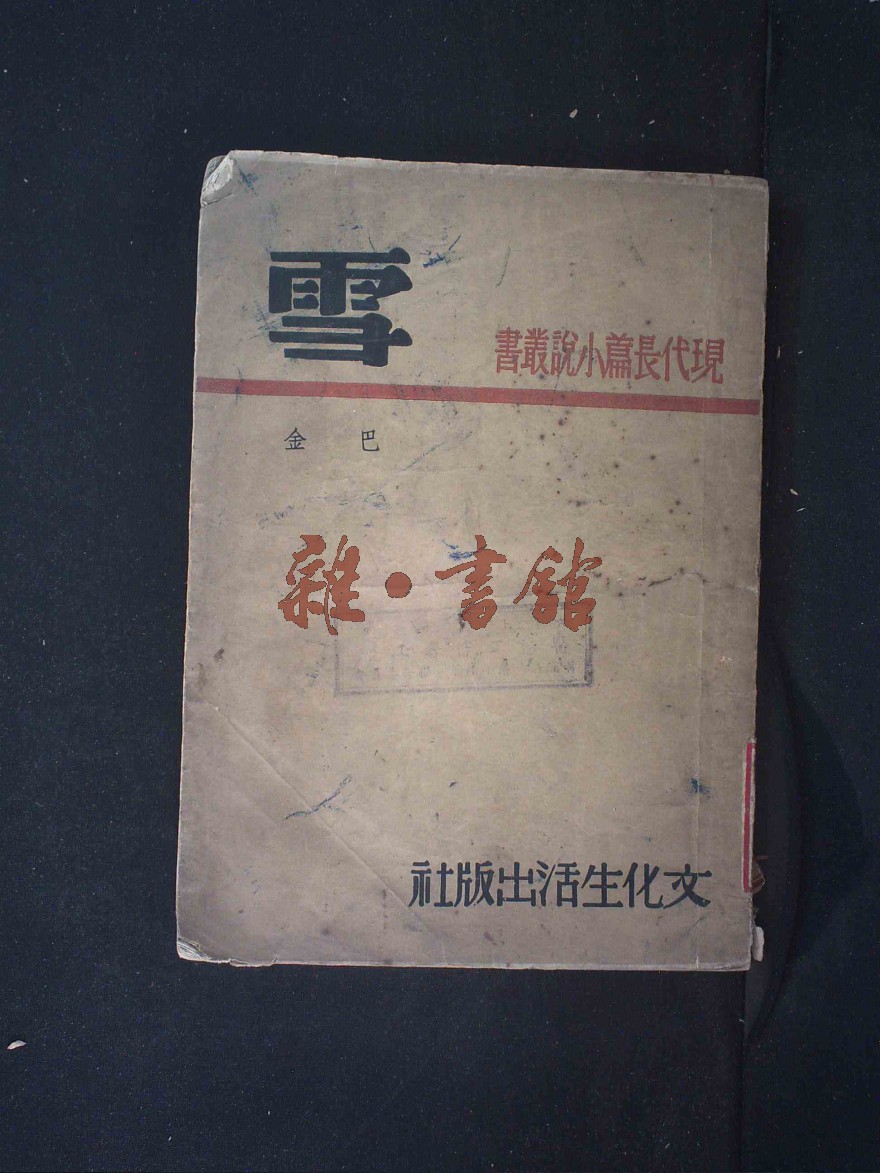 雪
現代長篇小說叢書
巴金
雜·書館
文化生活出版社